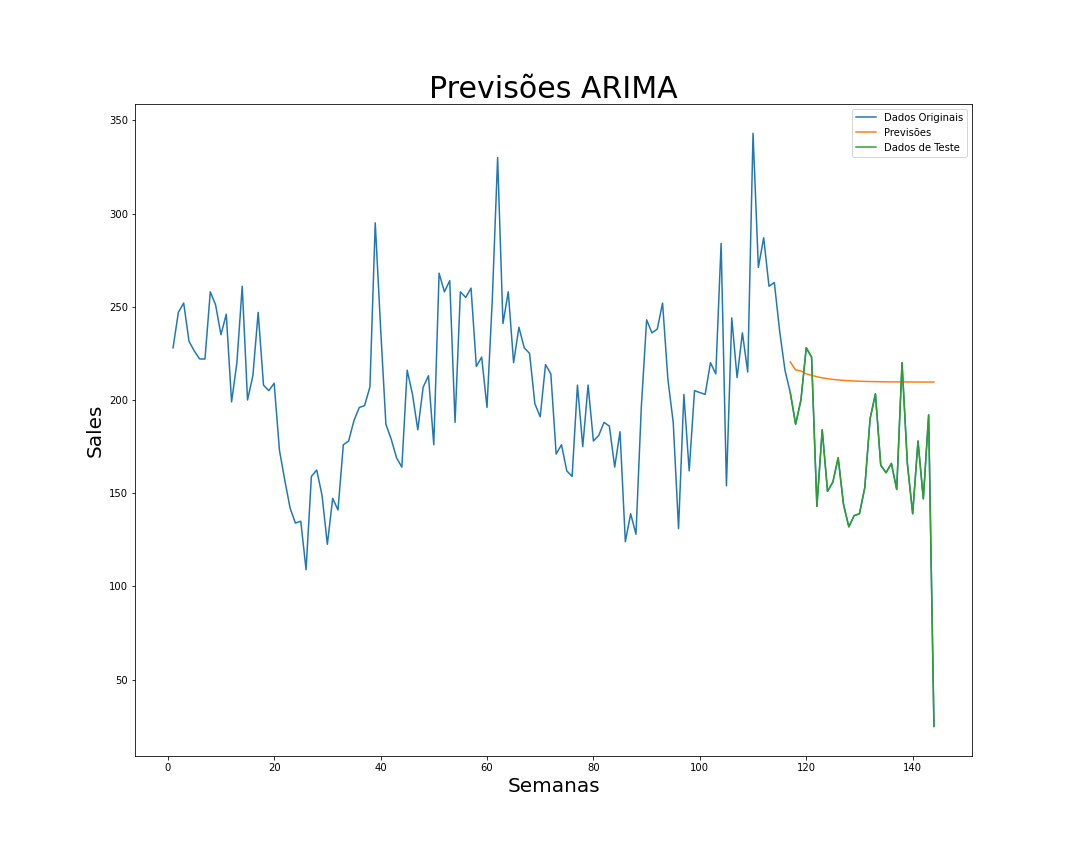 Previsões ARIMA
Dados Originais
Previsões
Dados de Teste
350
300
250
200
150
100
50
Sales
0 20 40 60 80 100 120 140
Semanas